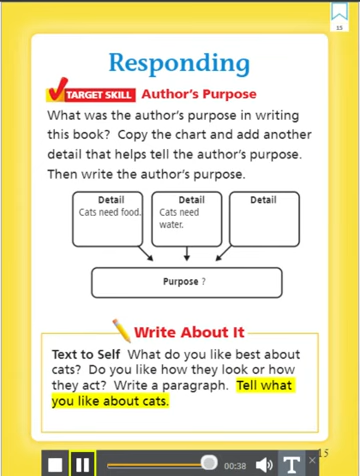 15
Responding
TARGET SKILL Author's Purpose
What was the author's purpose in writing
this book? Copy the chart and add another
detail that helps tell the author's purpose.
Then write the author's purpose.
Detail
Cats need food.
Detail
Cats need
water.
Detail
Purpose ?
Write About It
Text to Self What do you like best about
cats? Do you like how they look or how
they act? Write a paragraph. Tell what
you like about cats.
15
00:38
T